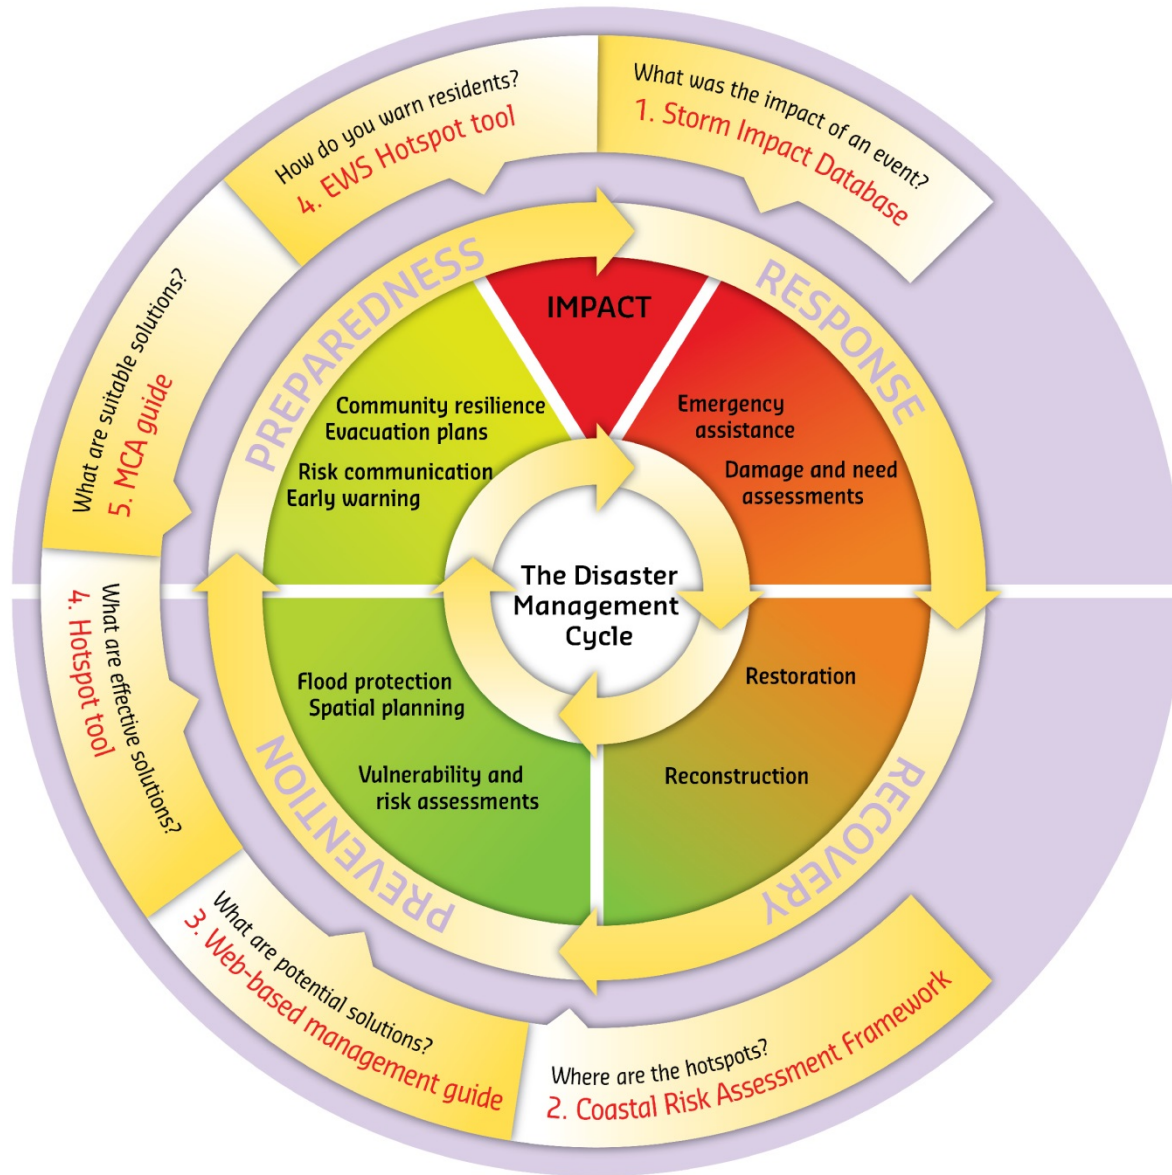 What was the impact of an event?
1. Storm Impact Database
How do you warn residents?
4. EWS Hotspot tool
What are suitable solutions?
5. MCA guide
What are effective solutions?
4. Hotspot tool
What are potential solutions?
3. Web-based management guide
Where are the hotspots?
2. Coastal Risk Assessment Framework
PREPAREDNESS
RESPONSE
RECOVERY
PREVENTION
IMPACT
Community resilience
Evacuation plans
Risk communication
Early warning
Emergency
assistance
Damage and need
assessments
The Disaster
Management
Cycle
Flood protection
Spatial planning
Vulnerability and
risk assessments
Restoration
Reconstruction